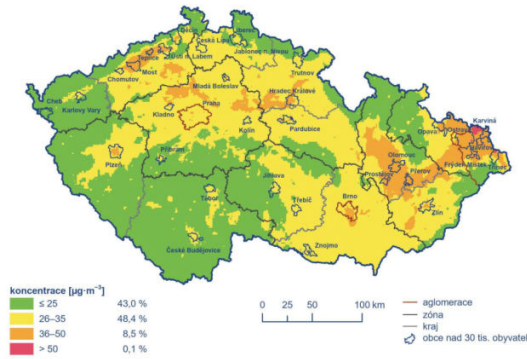 Děčín
Liberec
Česká Lípa
Teplice
Ústí n. Labem
Jablonec n. Nisou
Most
Chomutov
Trutnov
Mladá Boleslav
Cheb
Karlovy Vary
Hradec Králové
Praha
Kladno
Karviná
Kolín
Pardubice
Opava
Ostrava
Havířov
Plzeň
Příbram
Olomouc
Frýdek-Místek
Třinec
Přerov
Prostějov
Jihlava
Tábor
Třebíč
Brno
Zlín
České Budějovice
Znojmo
koncentrace [µg·m⁻³]
≤ 25 43,0 %
26–35 48,4 %
36–50 8,5 %
> 50 0,1 %
0 25 50 100 km
aglomerace
zóna
kraj
obce nad 30 tis. obyvatel